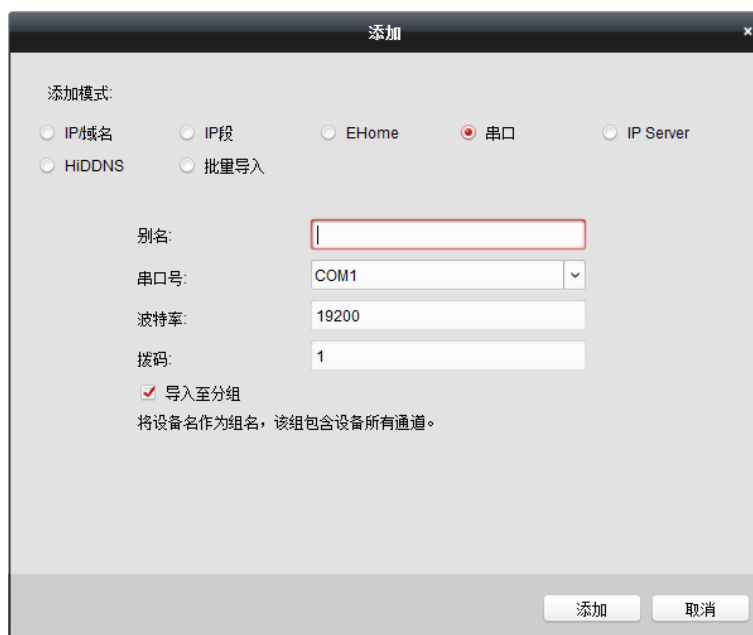 添加
添加模式:
IP/域名 IP段 EHome 串口 IP Server
HiDDNS 批量导入
别名:
串口号: COM1
波特率: 19200
拨码: 1
导入至分组
将设备名作为组名，该组包含设备所有通道。
添加 取消